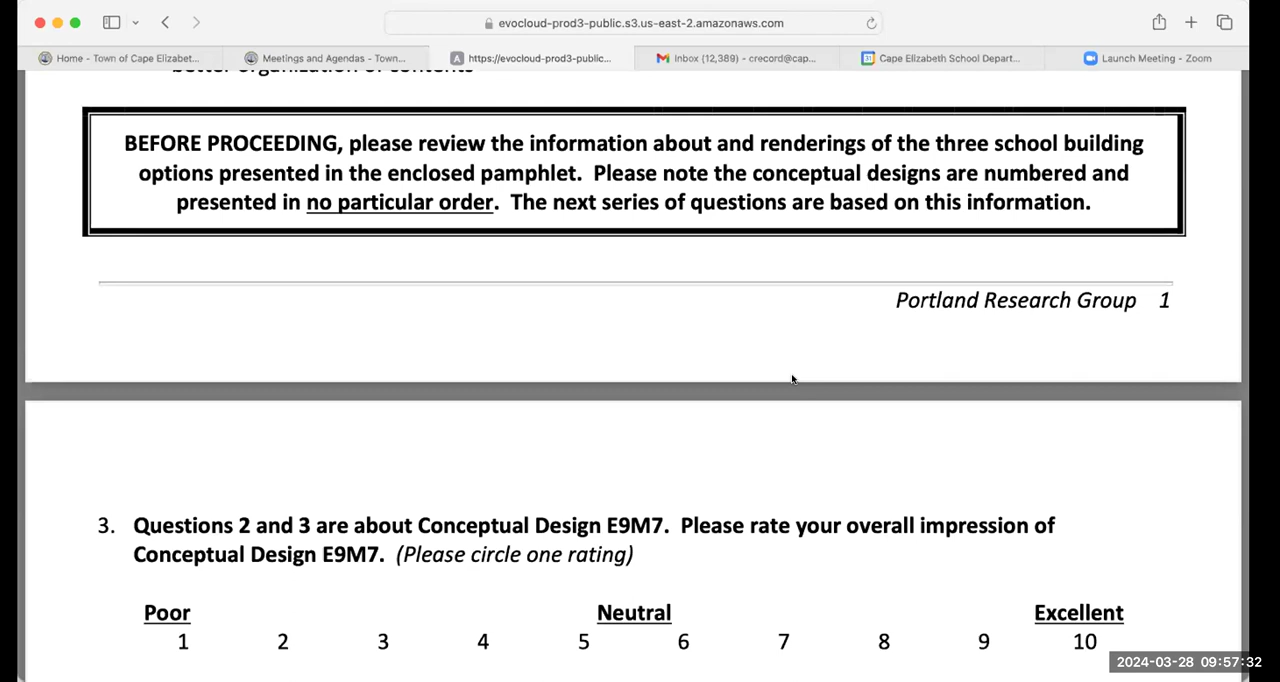 evocloud-prod3-public.s3.us-east-2.amazonaws.com
Home - Town of Cape Elizabet...
Meetings and Agendas - Town...
https://evocloud-prod3-public...
Inbox (12,389) - crecord@cap...
Cape Elizabeth School Depart...
Launch Meeting - Zoom
better organization of contents
BEFORE PROCEEDING, please review the information about and renderings of the three school building
options presented in the enclosed pamphlet. Please note the conceptual designs are numbered and
presented in no particular order. The next series of questions are based on this information.
Portland Research Group 1
3. Questions 2 and 3 are about Conceptual Design E9M7. Please rate your overall impression of
Conceptual Design E9M7. (Please circle one rating)
Poor Neutral Excellent
1 2 3 4 5 6 7 8 9 10
2024-03-28 09:57:32